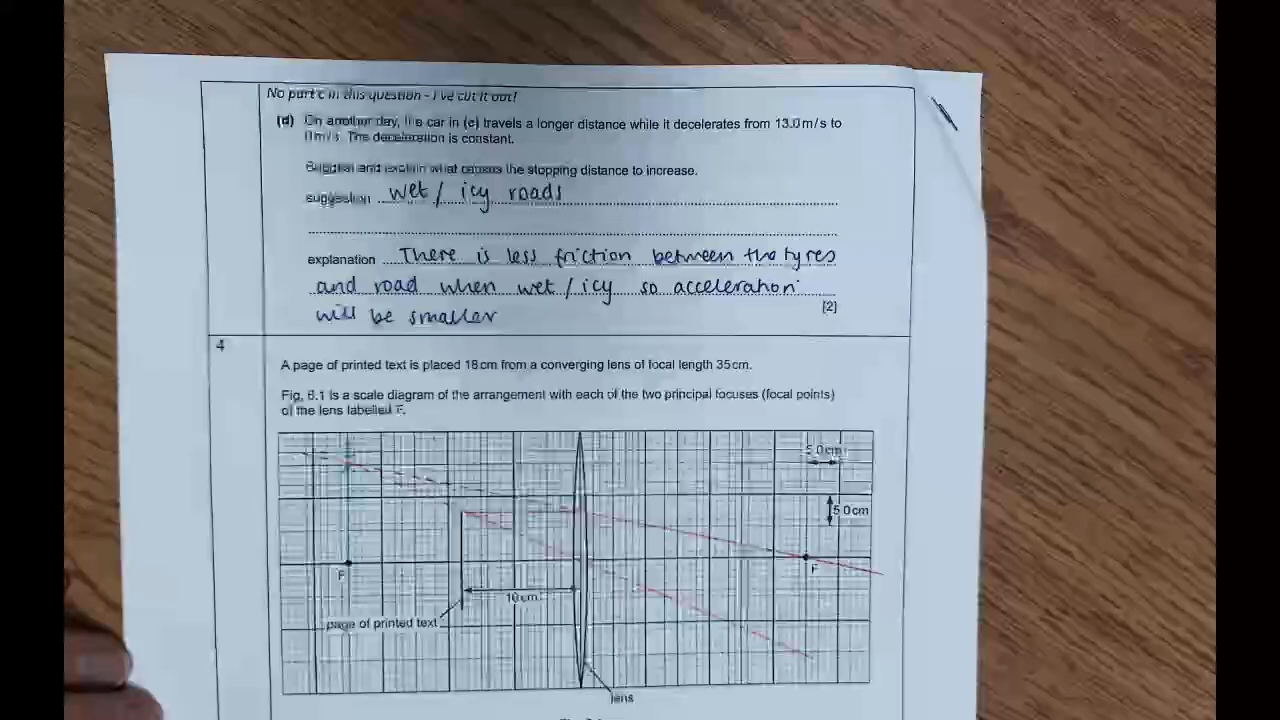 No part c in this question - I've cut it out!
(d) On another day, the car in (c) travels a longer distance while it decelerates from 13.0 m/s to
0 m/s. The deceleration is constant.
Suggest and explain what causes the stopping distance to increase.
suggestion wet / icy roads
explanation There is less friction between the tyres
and road when wet / icy so acceleration
[2]
will be smaller
4
A page of printed text is placed 18 cm from a converging lens of focal length 35 cm.
Fig. 6.1 is a scale diagram of the arrangement with each of the two principal focuses (focal points)
of the lens labelled F.
5.0 cm
5.0 cm
F
F
18 cm
page of printed text
lens